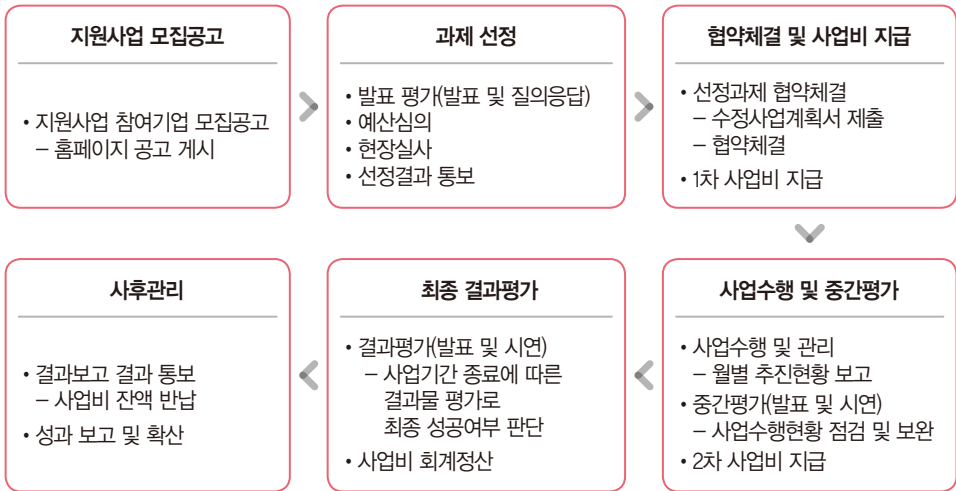 지원사업 모집공고
• 지원사업 참여기업 모집공고
– 홈페이지 공고 게시
과제 선정
• 발표 평가(발표 및 질의응답)
• 예산심의
• 현장실사
• 선정결과 통보
협약체결 및 사업비 지급
• 선정과제 협약체결
– 수정사업계획서 제출
– 협약체결
• 1차 사업비 지급
사업수행 및 중간평가
• 사업수행 및 관리
– 월별 추진현황 보고
• 중간평가(발표 및 시연)
– 사업수행현황 점검 및 보완
• 2차 사업비 지급
최종 결과평가
• 결과평가(발표 및 시연)
– 사업기간 종료에 따른
결과물 평가로
최종 성공여부 판단
• 사업비 회계정산
사후관리
• 결과보고 결과 통보
– 사업비 잔액 반납
• 성과 보고 및 확산